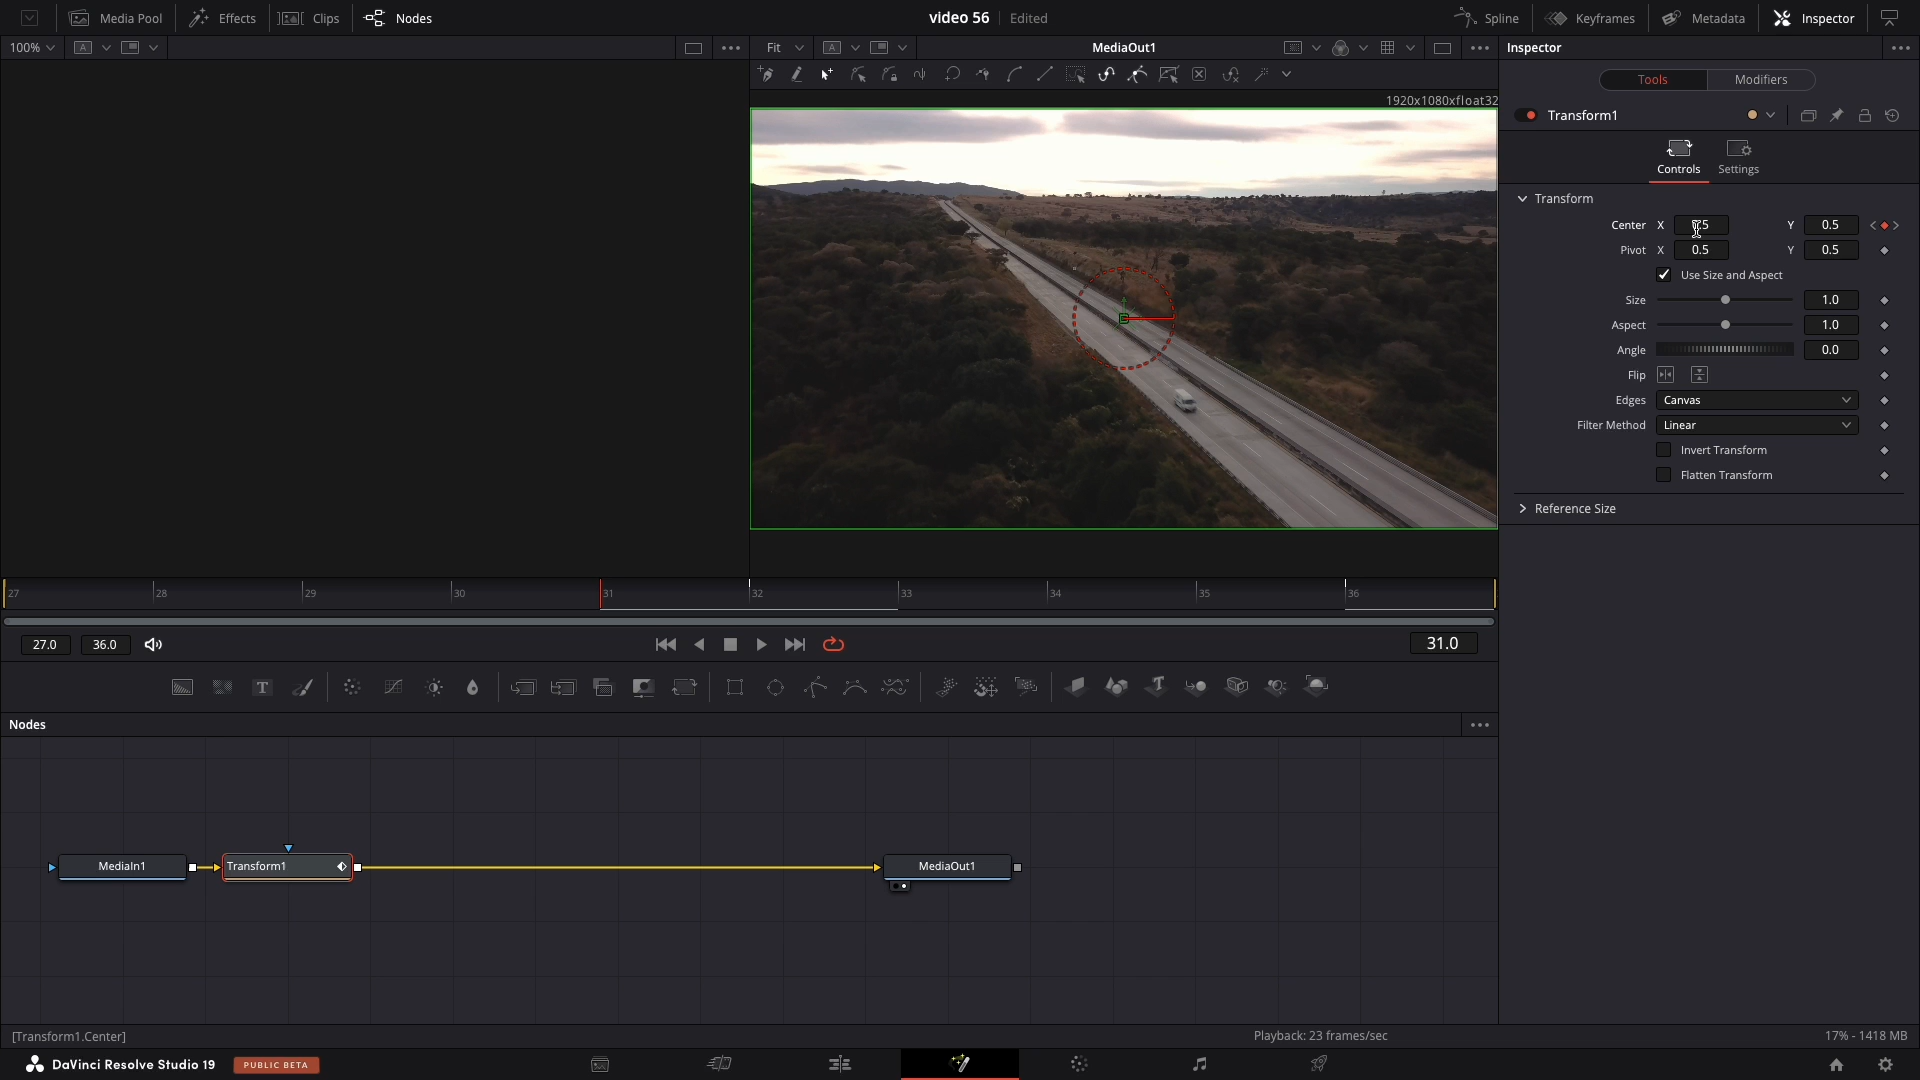 Media Pool
Effects
Clips
Nodes
video 56
Edited
Spline
Keyframes
Metadata
Inspector
100%
A
Fit
A
MediaOut1
Inspector
Tools
Modifiers
1920x1080xfloat32
Transform1
Controls
Settings
Transform
Center X 0.5 Y 0.5
Pivot X 0.5 Y 0.5
Use Size and Aspect
Size 1.0
Aspect 1.0
Angle 0.0
Flip
Edges Canvas
Filter Method Linear
Invert Transform
Flatten Transform
Reference Size
27 28 29 30 31 32 33 34 35 36
27.0 36.0 31.0
T T
Nodes
MediaIn1
Transform1
MediaOut1
[Transform1.Center]
Playback: 23 frames/sec
17% - 1418 MB
DaVinci Resolve Studio 19
PUBLIC BETA